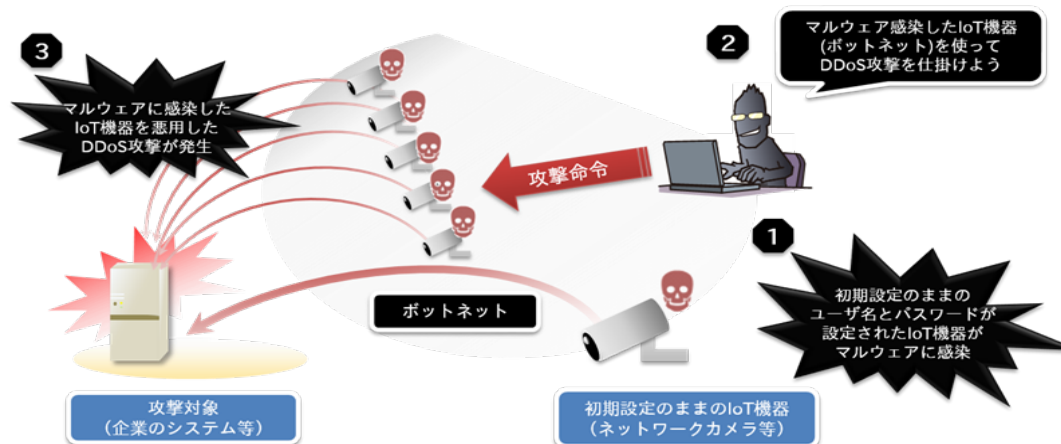 3
マルウェアに感染した
IoT機器を悪用した
DDoS攻撃が発生
2
マルウェア感染したIoT機器
(ボットネット)を使って
DDoS攻撃を仕掛けよう
攻撃命令
1
初期設定のままの
ユーザ名とパスワードが
設定されたIoT機器が
マルウェアに感染
ボットネット
攻撃対象
（企業のシステム等）
初期設定のままのIoT機器
（ネットワークカメラ等）